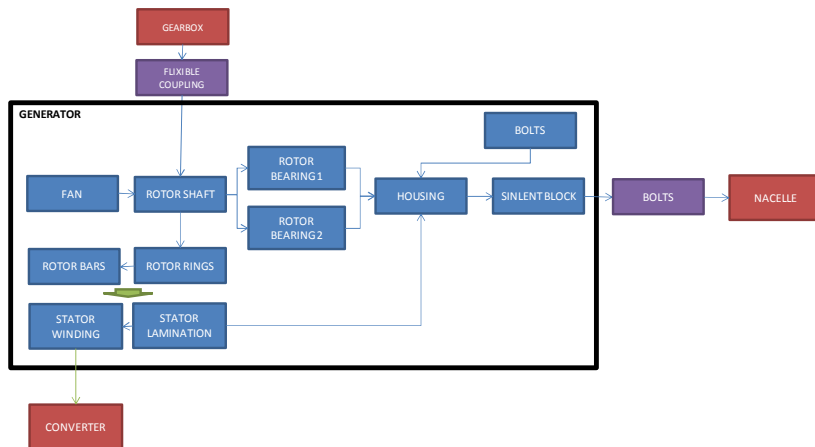 GEARBOX
FLIXIBLE
COUPLING
GENERATOR
BOLTS
FAN
ROTOR SHAFT
ROTOR
BEARING 1
ROTOR
BEARING 2
HOUSING
SINLENT BLOCK
BOLTS
NACELLE
ROTOR BARS
ROTOR RINGS
STATOR
WINDING
STATOR
LAMINATION
CONVERTER